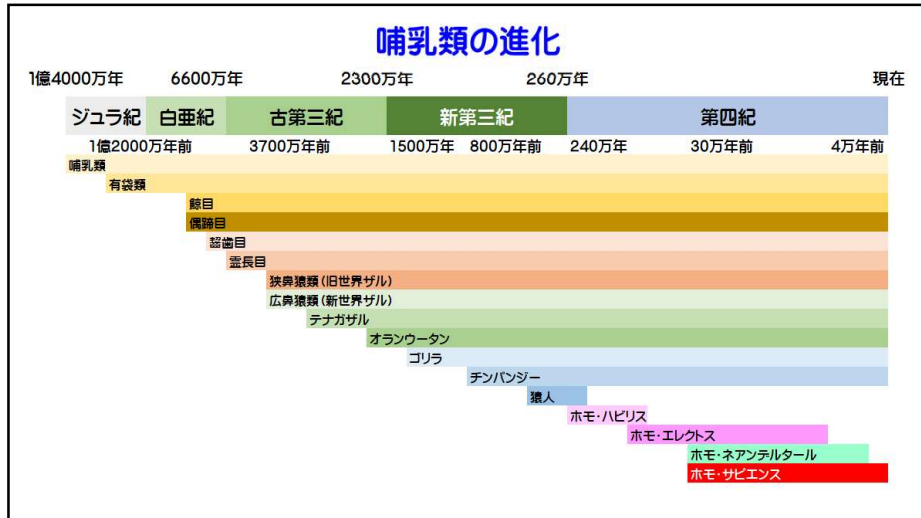 哺乳類の進化
1億4000万年 6600万年 2300万年 260万年 現在
ジュラ紀 白亜紀 古第三紀 新第三紀 第四紀
1億2000万年前 3700万年前 1500万年 800万年前 240万年 30万年前 4万年前
哺乳類
有袋類
鯨目
偶蹄目
齧歯目
霊長目
狭鼻猿類(旧世界ザル)
広鼻猿類(新世界ザル)
テナガザル
オランウータン
ゴリラ
チンパンジー
猿人
ホモ・ハビリス
ホモ・エレクトス
ホモ・ネアンデルタール
ホモ・サピエンス